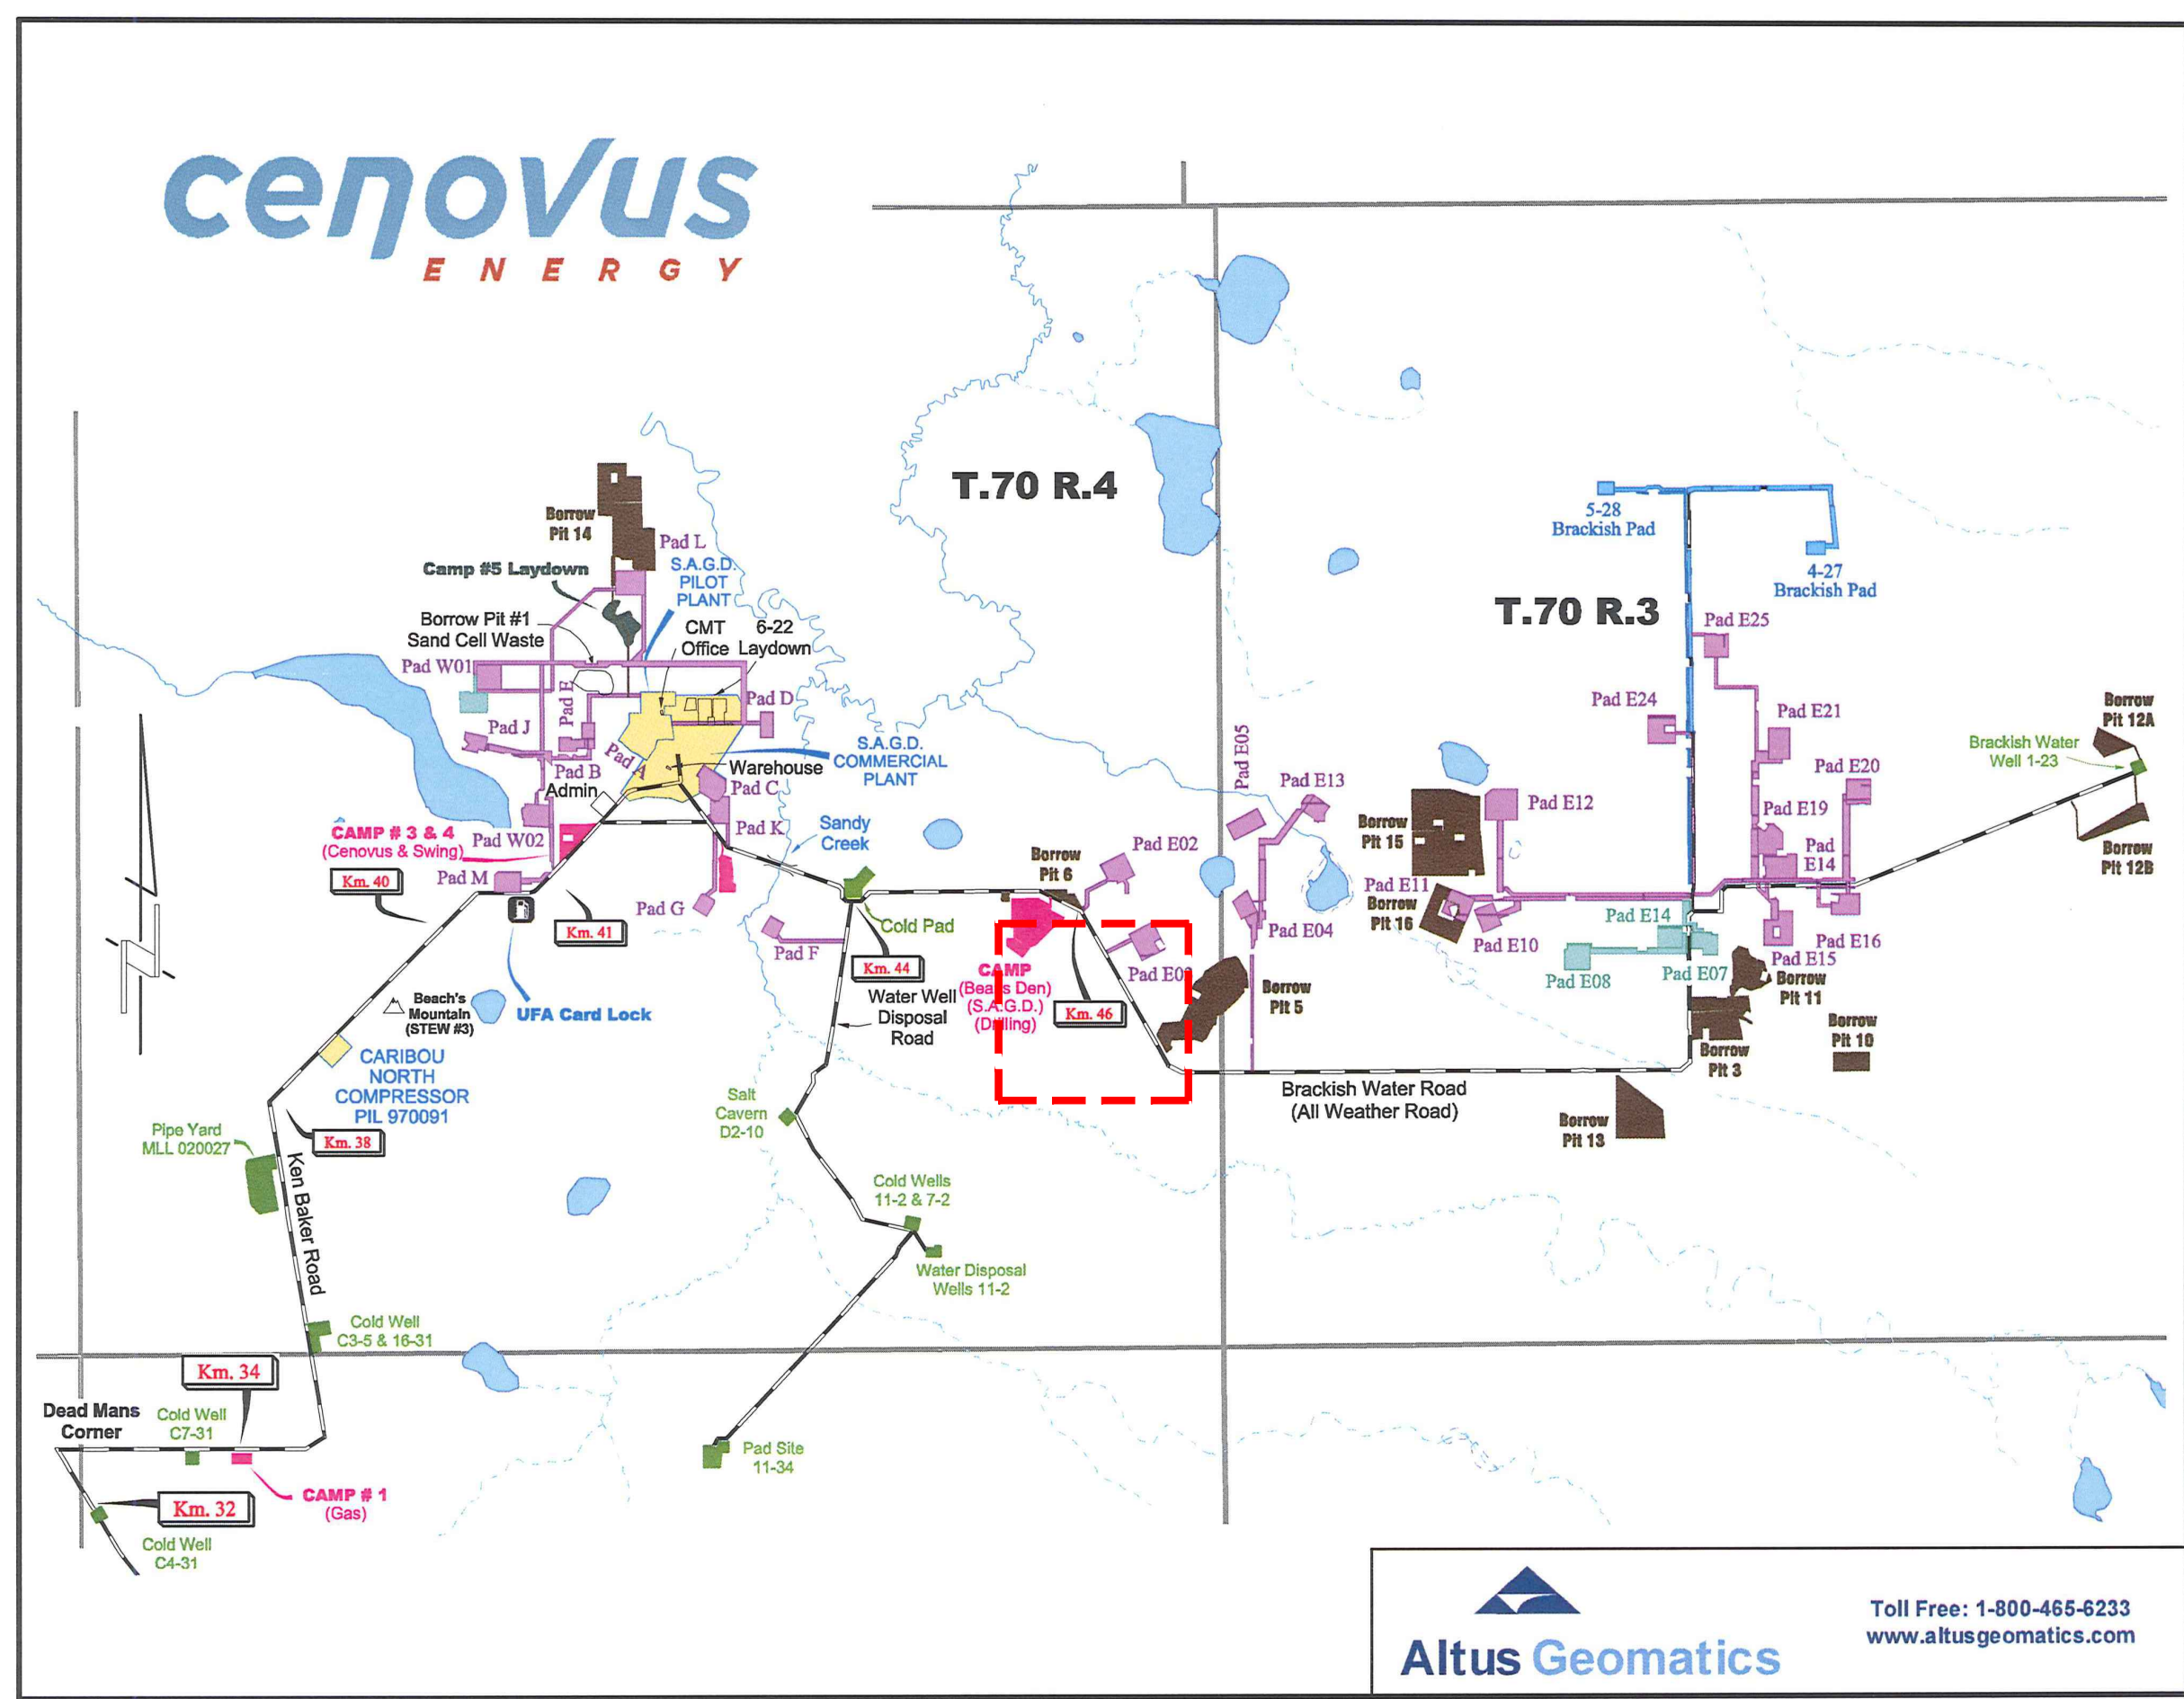 cenovus
ENERGY
T.70 R.4
T.70 R.3
Borrow
Pit 14
Pad L
Camp #5 Laydown
S.A.G.D.
PILOT
PLANT
Borrow Pit #1
Sand Cell Waste
CMT
Office
6-22
Laydown
Pad W01
Pad E
Pad D
Pad J
Pad A
Pad B
S.A.G.D.
COMMERCIAL
PLANT
Warehouse
Admin
Pad C
Pad K
CAMP # 3 & 4
(Cenovus & Swing)
Pad W02
Km. 40
Pad M
Km. 41
Pad G
Sandy
Creek
Cold Pad
Pad F
Km. 44
Water Well
Disposal
Road
Beach's
Mountain
(STEW #3)
UFA Card Lock
CARIBOU
NORTH
COMPRESSOR
PIL 970091
Km. 38
Pipe Yard
MLL 020027
Ken Baker Road
Salt
Cavern
D2-10
Cold Wells
11-2 & 7-2
Water Disposal
Wells 11-2
Cold Well
C3-5 & 16-31
Km. 34
Dead Mans
Corner
Cold Well
C7-31
Km. 32
CAMP # 1
(Gas)
Cold Well
C4-31
Pad Site
11-34
Borrow
Pit 6
Pad E02
CAMP
(Bears Den)
(S.A.G.D.)
(Drilling)
Km. 46
Pad
Pad E05
Pad E13
Pad E04
Borrow
Pit 5
Brackish Water Road
(All Weather Road)
5-28
Brackish Pad
4-27
Brackish Pad
Pad E25
Pad E24
Pad E21
Borrow
Pit 12A
Brackish Water
Well 1-23
Pad E20
Borrow
Pit 15
Pad E12
Pad E19
Pad
E14
Borrow
Pit 12B
Pad E11
Borrow
Pit 16
Pad E10
Pad E14
Pad E16
Pad E15
Pad E08
Pad E07
Borrow
Pit 11
Borrow
Pit 10
Borrow
Pit 3
Borrow
Pit 13
Altus Geomatics
Toll Free: 1-800-465-6233
www.altusgeomatics.com